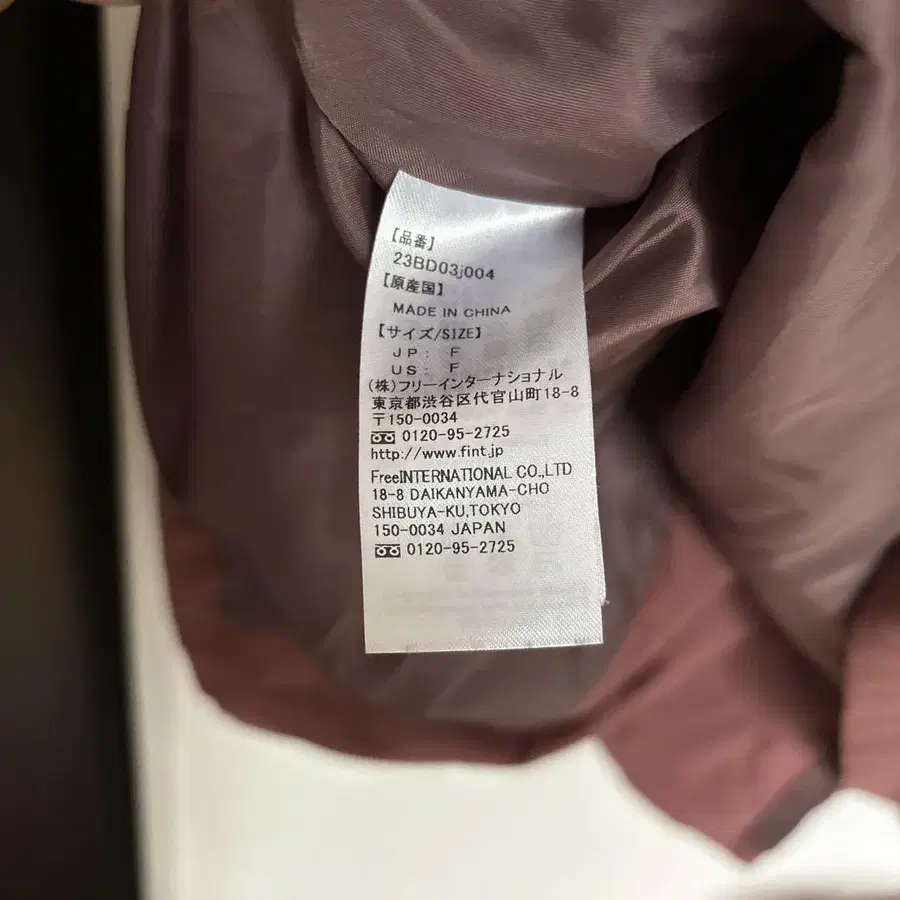 【品番】
23BD03j004
【原産国】
MADE IN CHINA
【サイズ/SIZE】
JP: F
US: F
(株)フリーインターナショナル
東京都渋谷区代官山町18-8
〒150-0034
0120-95-2725
http://www.fint.jp
FreeINTERNATIONAL CO.,LTD
18-8 DAIKANYAMA-CHO
SHIBUYA-KU,TOKYO
150-0034 JAPAN
0120-95-2725